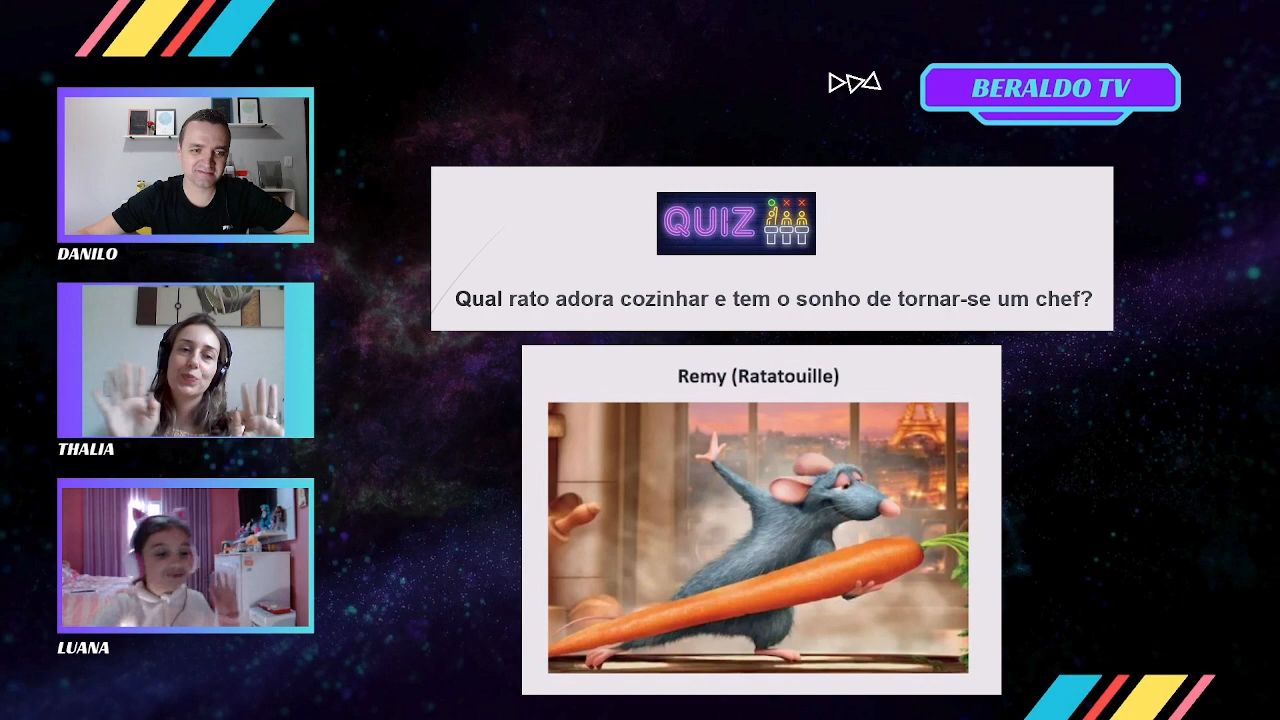 BERALDO TV
DANILO
QUIZ
Qual rato adora cozinhar e tem o sonho de tornar-se um chef?
Remy (Ratatouille)
THALIA
LUANA